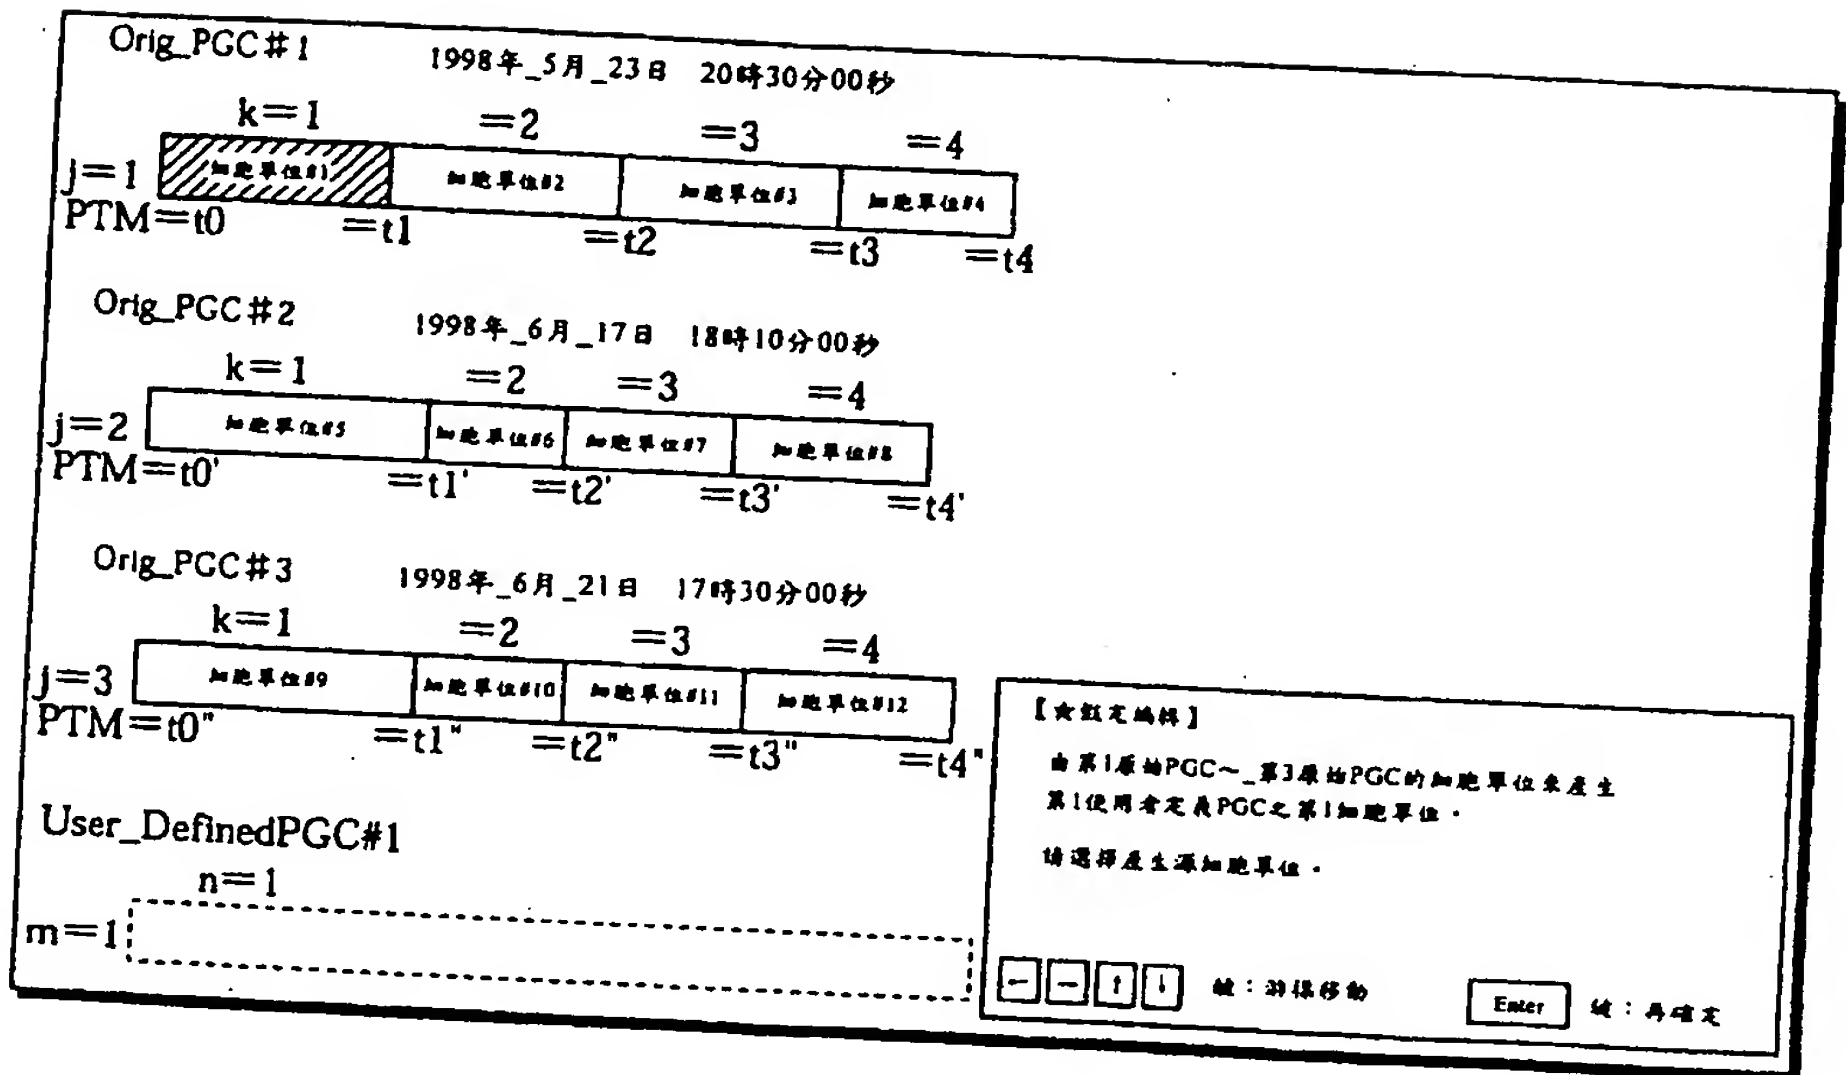 Orig_PGC#1
1998年_5月_23日 20時30分00秒
k=1 =2 =3 =4
j=1 細胞單位#1 細胞單位#2 細胞單位#3 細胞單位#4
PTM=t0 =t1 =t2 =t3 =t4
Orig_PGC#2
1998年_6月_17日 18時10分00秒
k=1 =2 =3 =4
j=2 細胞單位#5 細胞單位#6 細胞單位#7 細胞單位#8
PTM=t0' =t1' =t2' =t3' =t4'
Orig_PGC#3
1998年_6月_21日 17時30分00秒
k=1 =2 =3 =4
j=3 細胞單位#9 細胞單位#10 細胞單位#11 細胞單位#12
PTM=t0" =t1" =t2" =t3" =t4"
User_DefinedPGC#1
n=1
m=1
編輯】
由第1原始PGC~_第3原始PGC的細胞單位來產生
第1使用者定義PGC之第1細胞單位。
請選擇產生源細胞單位。
鍵:移動
Enter 鍵:再確定